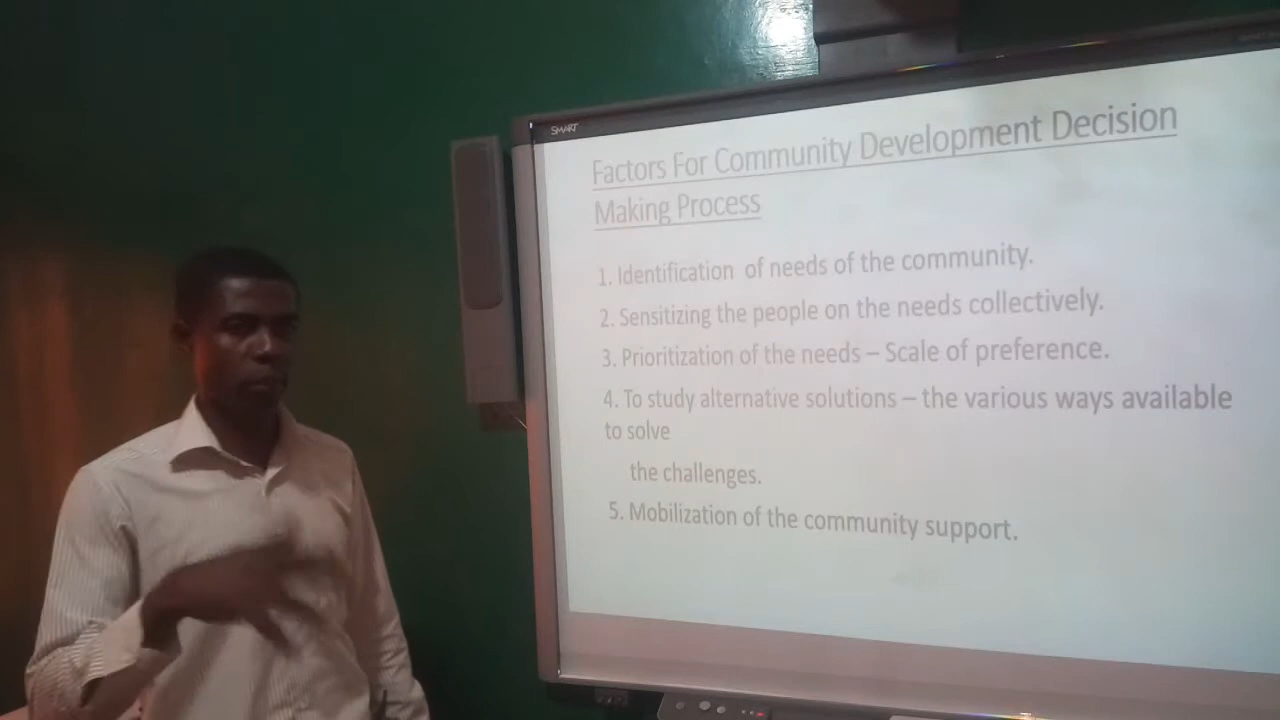 SMART
Factors For Community Development Decision
Making Process
1. Identification of needs of the community.
2. Sensitizing the people on the needs collectively.
3. Prioritization of the needs – Scale of preference.
4. To study alternative solutions – the various ways available
to solve
the challenges.
5. Mobilization of the community support.